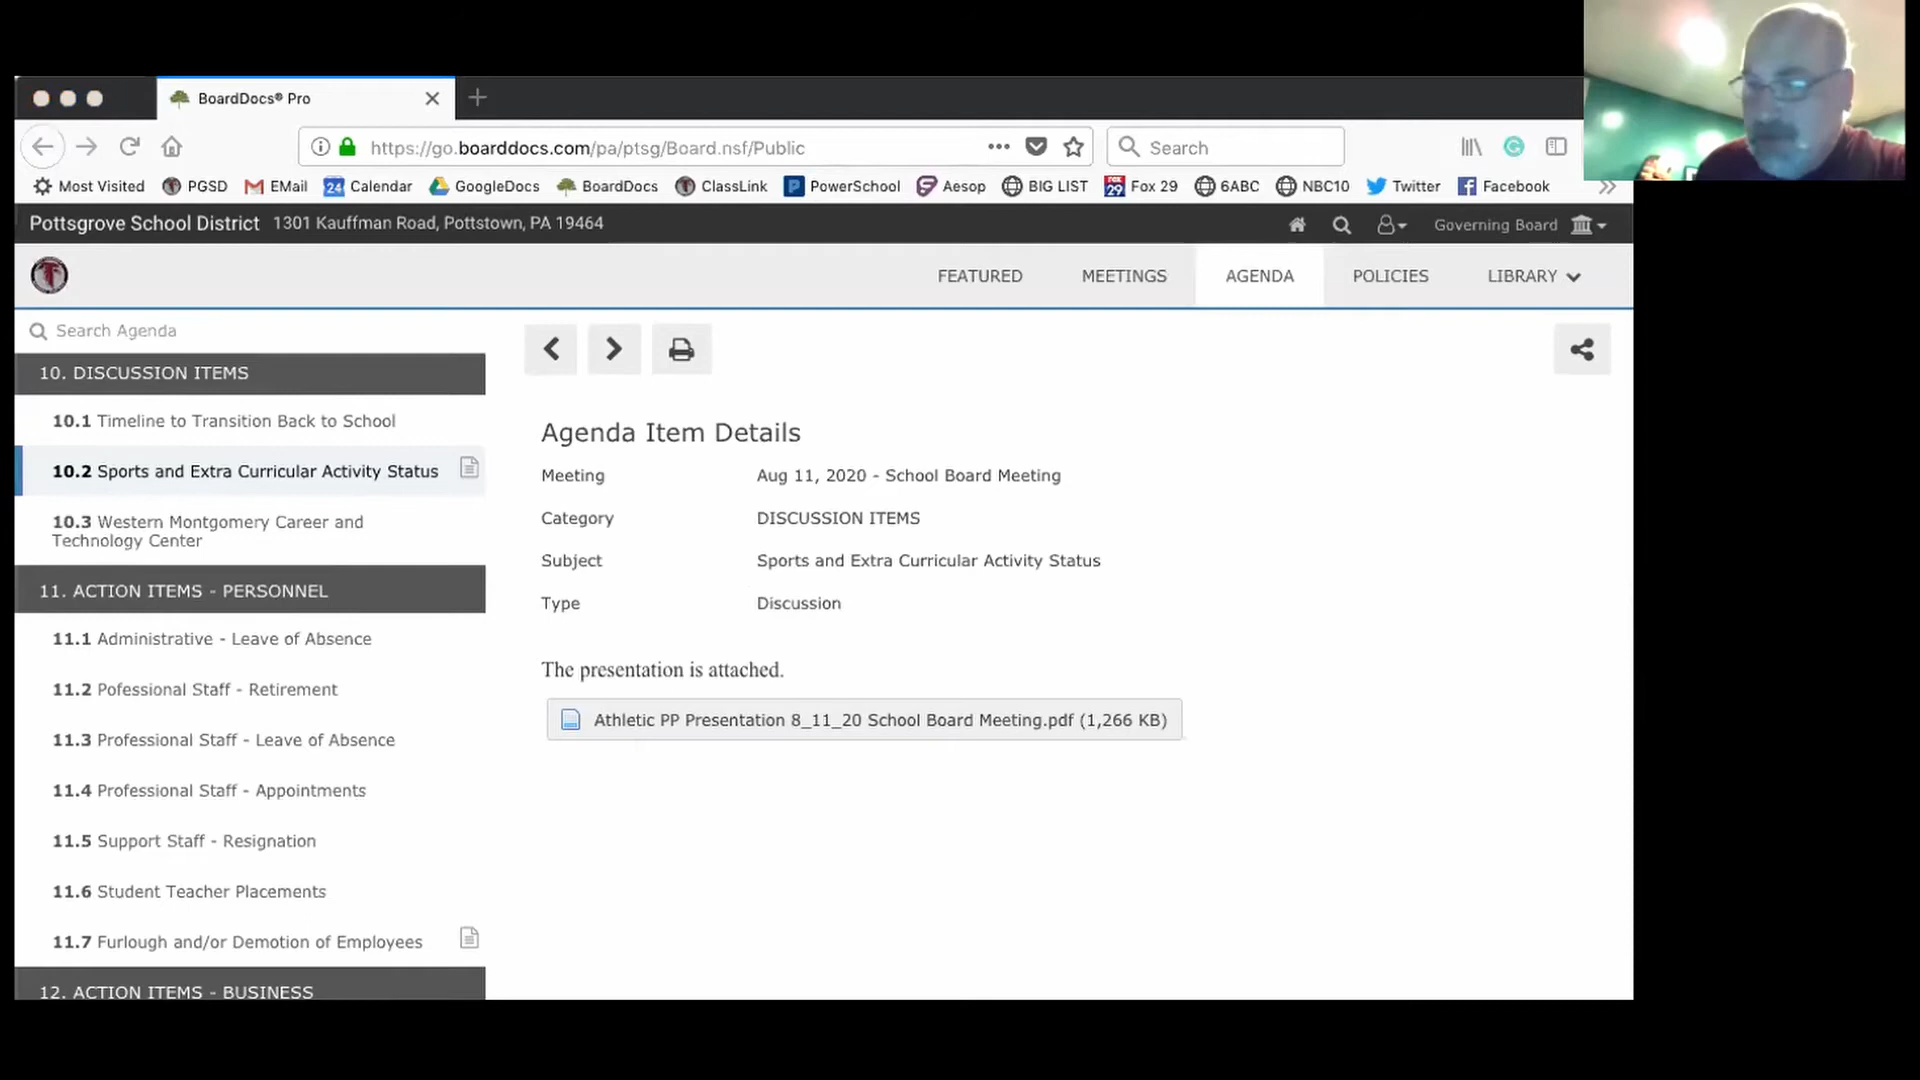 BoardDocs® Pro
https://go.boarddocs.com/pa/ptsg/Board.nsf/Public
Search
Most Visited PGSD EMail 24 Calendar GoogleDocs BoardDocs ClassLink PowerSchool Aesop BIG LIST FOX 29 Fox 29 6ABC NBC10 Twitter Facebook
Pottsgrove School District 1301 Kauffman Road, Pottstown, PA 19464
Governing Board
FEATURED MEETINGS AGENDA POLICIES LIBRARY
Search Agenda
10. DISCUSSION ITEMS
10.1 Timeline to Transition Back to School
10.2 Sports and Extra Curricular Activity Status
10.3 Western Montgomery Career and
Technology Center
11. ACTION ITEMS - PERSONNEL
11.1 Administrative - Leave of Absence
11.2 Pofessional Staff - Retirement
11.3 Professional Staff - Leave of Absence
11.4 Professional Staff - Appointments
11.5 Support Staff - Resignation
11.6 Student Teacher Placements
11.7 Furlough and/or Demotion of Employees
12. ACTION ITEMS - BUSINESS
Agenda Item Details
Meeting Aug 11, 2020 - School Board Meeting
Category DISCUSSION ITEMS
Subject Sports and Extra Curricular Activity Status
Type Discussion
The presentation is attached.
Athletic PP Presentation 8_11_20 School Board Meeting.pdf (1,266 KB)